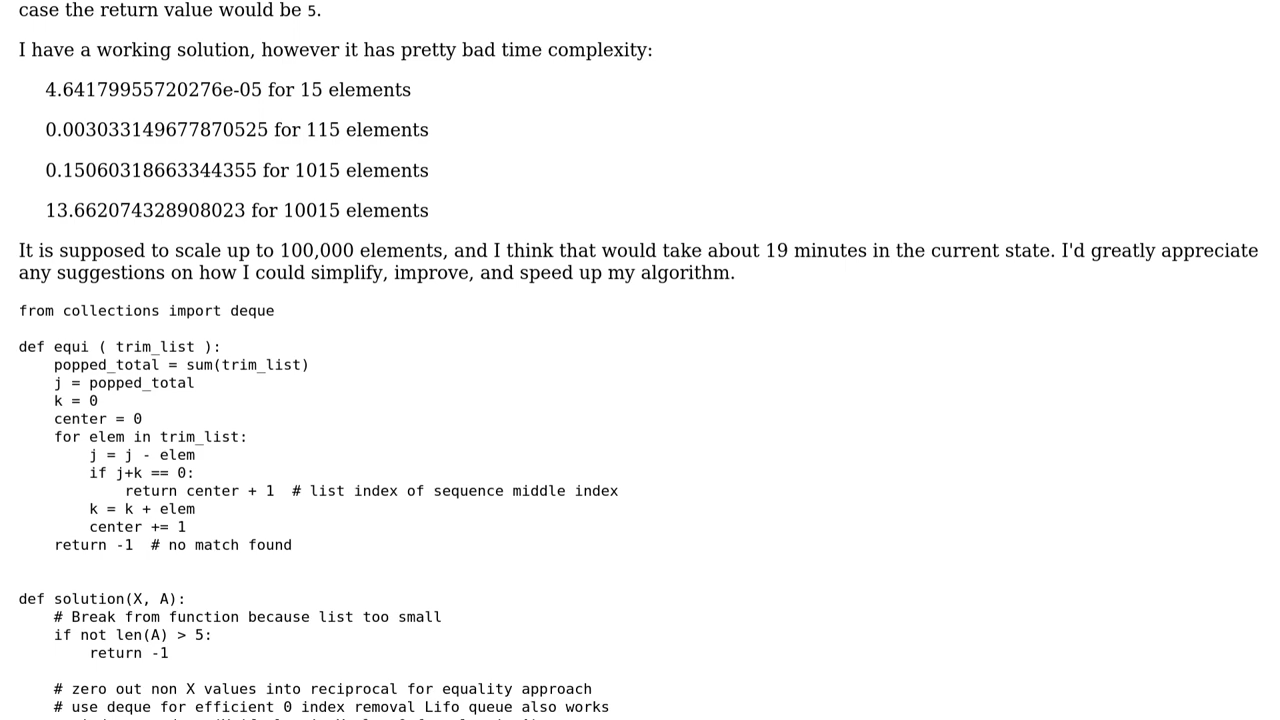 case the return value would be 5.
I have a working solution, however it has pretty bad time complexity:
4.64179955720276e-05 for 15 elements
0.003033149677870525 for 115 elements
0.15060318663344355 for 1015 elements
13.662074328908023 for 10015 elements
It is supposed to scale up to 100,000 elements, and I think that would take about 19 minutes in the current state. I'd greatly appreciate
any suggestions on how I could simplify, improve, and speed up my algorithm.
from collections import deque
def equi ( trim_list ):
    popped_total = sum(trim_list)
    j = popped_total
    k = 0
    center = 0
    for elem in trim_list:
        j = j - elem
        if j+k == 0:
            return center + 1  # list index of sequence middle index
        k = k + elem
        center += 1
    return -1  # no match found
def solution(X, A):
    # Break from function because list too small
    if not len(A) > 5:
        return -1
    # zero out non X values into reciprocal for equality approach
    # use deque for efficient 0 index removal Lifo queue also works